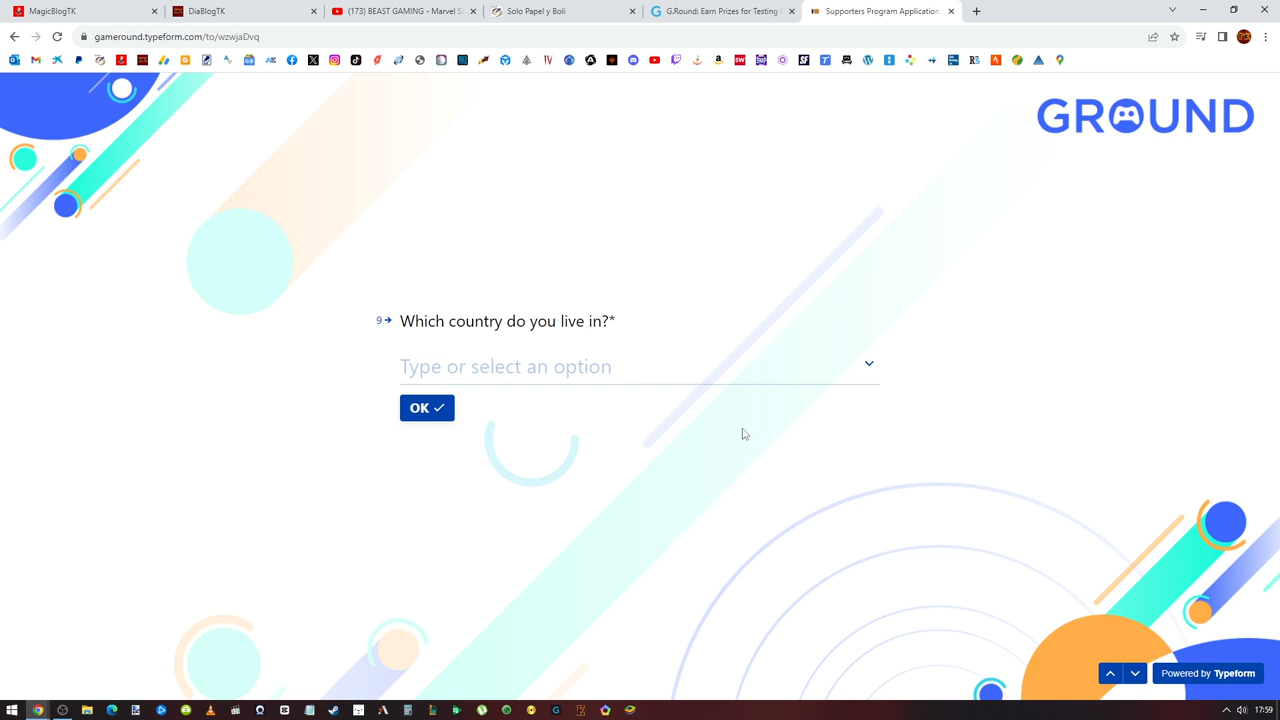 MagicBlogTK
DiaBlogTK
(173) BEAST GAMING - Marvel S
Solo Papel y Boli
G.Round: Earn Prizes for Testing
Supporters Program Application
gameround.typeform.com/to/wzwjaDvq
GROUND
9 Which country do you live in?*
Type or select an option
OK
Powered by Typeform
17:59